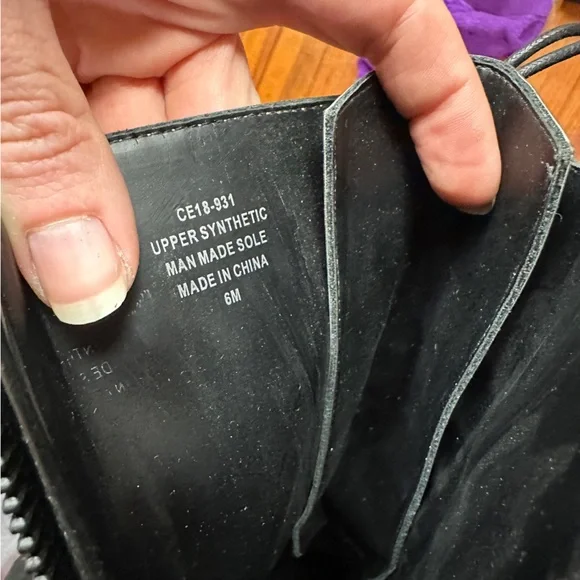 CE18-931
UPPER SYNTHETIC
MAN MADE SOLE
MADE IN CHINA
6M